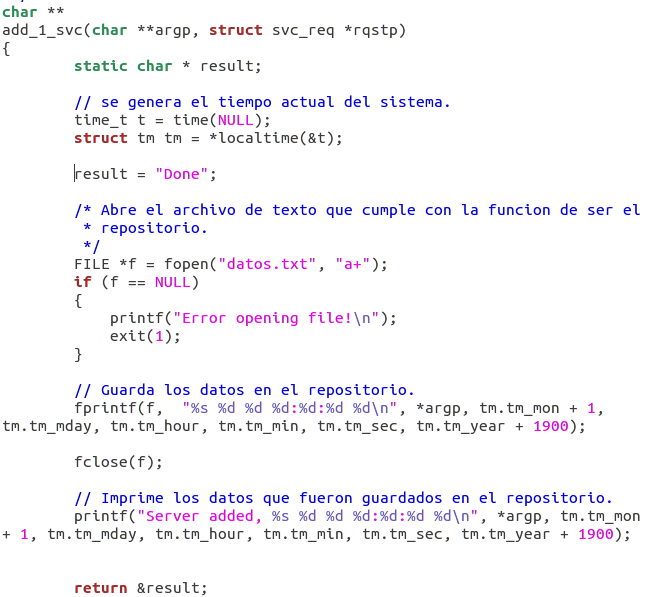 char **
add_1_svc(char **argp, struct svc_req *rqstp)
{
        static char * result;
        // se genera el tiempo actual del sistema.
        time_t t = time(NULL);
        struct tm tm = *localtime(&t);
        result = "Done";
        /* Abre el archivo de texto que cumple con la funcion de ser el
         * repositorio.
         */
        FILE *f = fopen("datos.txt", "a+");
        if (f == NULL)
        {
            printf("Error opening file!\n");
            exit(1);
        }
        // Guarda los datos en el repositorio.
        fprintf(f,  "%s %d %d %d:%d:%d %d\n", *argp, tm.tm_mon + 1,
tm.tm_mday, tm.tm_hour, tm.tm_min, tm.tm_sec, tm.tm_year + 1900);
        fclose(f);
        // Imprime los datos que fueron guardados en el repositorio.
        printf("Server added, %s %d %d %d:%d:%d %d\n", *argp, tm.tm_mon
+ 1, tm.tm_mday, tm.tm_hour, tm.tm_min, tm.tm_sec, tm.tm_year + 1900);
        return &result;